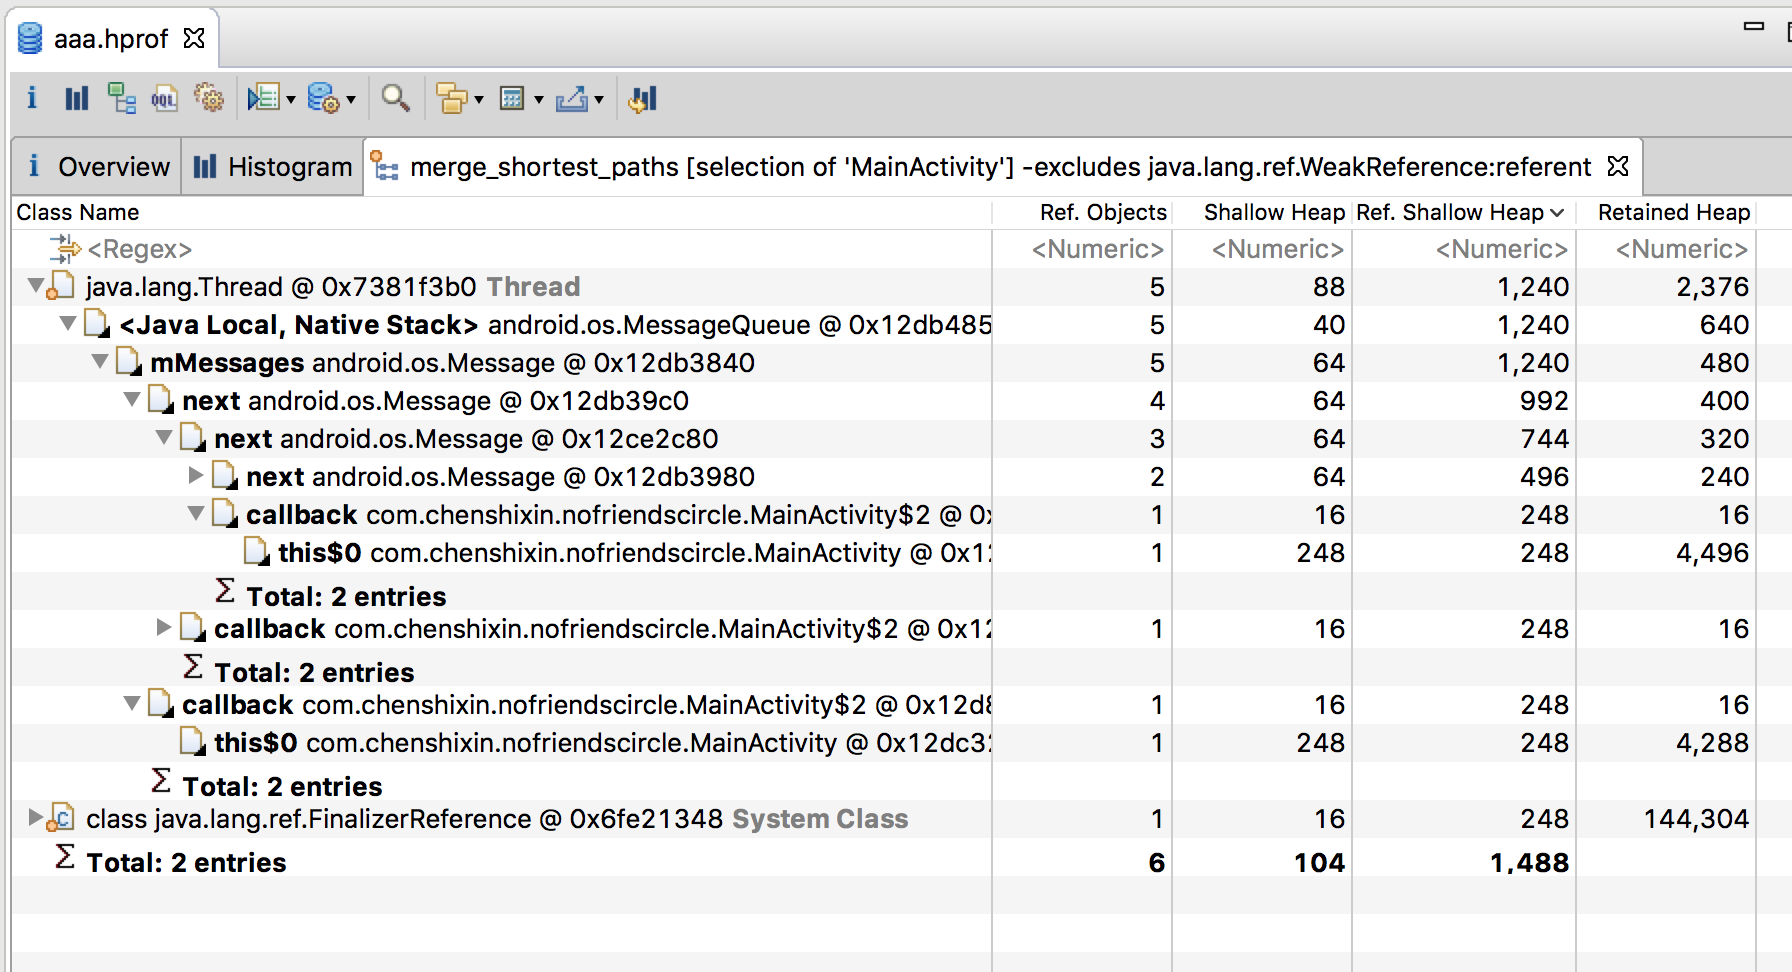 aaa.hprof
OQL
Overview Histogram merge_shortest_paths [selection of 'MainActivity'] -excludes java.lang.ref.WeakReference:referent
Class Name Ref. Objects Shallow Heap Ref. Shallow Heap Retained Heap
<Regex> <Numeric> <Numeric> <Numeric> <Numeric>
java.lang.Thread @ 0x7381f3b0 Thread 5 88 1,240 2,376
<Java Local, Native Stack> android.os.MessageQueue @ 0x12db485 5 40 1,240 640
mMessages android.os.Message @ 0x12db3840 5 64 1,240 480
next android.os.Message @ 0x12db39c0 4 64 992 400
next android.os.Message @ 0x12ce2c80 3 64 744 320
next android.os.Message @ 0x12db3980 2 64 496 240
callback com.chenshixin.nofriendscircle.MainActivity$2 @ 0x 1 16 248 16
this$0 com.chenshixin.nofriendscircle.MainActivity @ 0x12 1 248 248 4,496
Σ Total: 2 entries
callback com.chenshixin.nofriendscircle.MainActivity$2 @ 0x12 1 16 248 16
Σ Total: 2 entries
callback com.chenshixin.nofriendscircle.MainActivity$2 @ 0x12d8 1 16 248 16
this$0 com.chenshixin.nofriendscircle.MainActivity @ 0x12dc32 1 248 248 4,288
Σ Total: 2 entries
class java.lang.ref.FinalizerReference @ 0x6fe21348 System Class 1 16 248 144,304
Σ Total: 2 entries 6 104 1,488